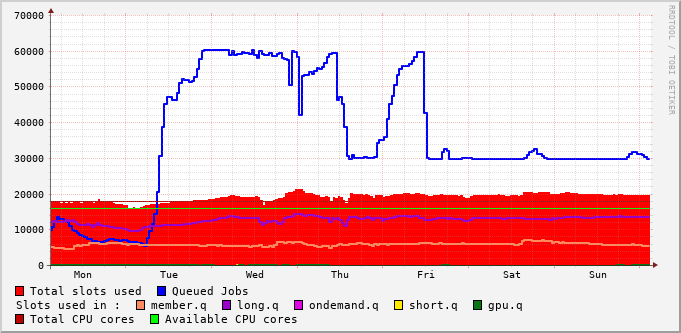 RRDTOOL / TOBI OETIKER
70000
60000
50000
40000
30000
20000
10000
0
Mon Tue Wed Thu Fri Sat Sun
Total slots used Queued Jobs
Slots used in : member.q long.q ondemand.q short.q gpu.q
Total CPU cores Available CPU cores